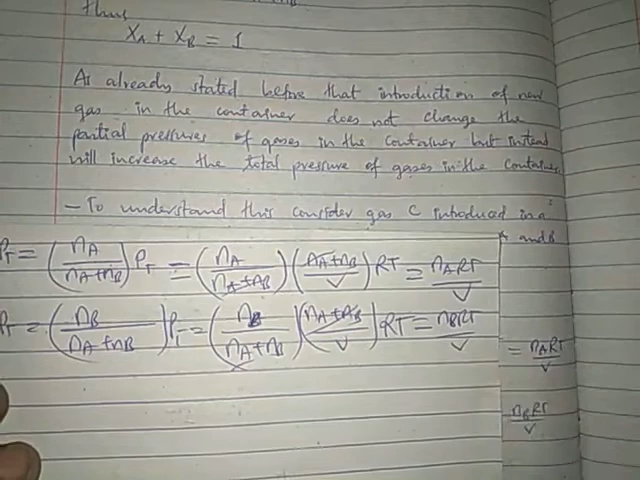 thus
X_A + X_B = 1
As already stated before that introduction of new
gas in the container does not change the
partial pressures of gases in the container but instead
will increase the total pressure of gases in the container
- To understand this consider gas C introduced in a
A and B
P_T = (n_A / n_A + n_B) P_T = (n_A / n_A + n_B) (n_A + n_B / V) RT = n_A RT / V
P_T = (n_B / n_A + n_B) P_T = (n_B / n_A + n_B) (n_A + n_B / V) RT = n_B RT / V
= n_A RT / V
n_B RT / V